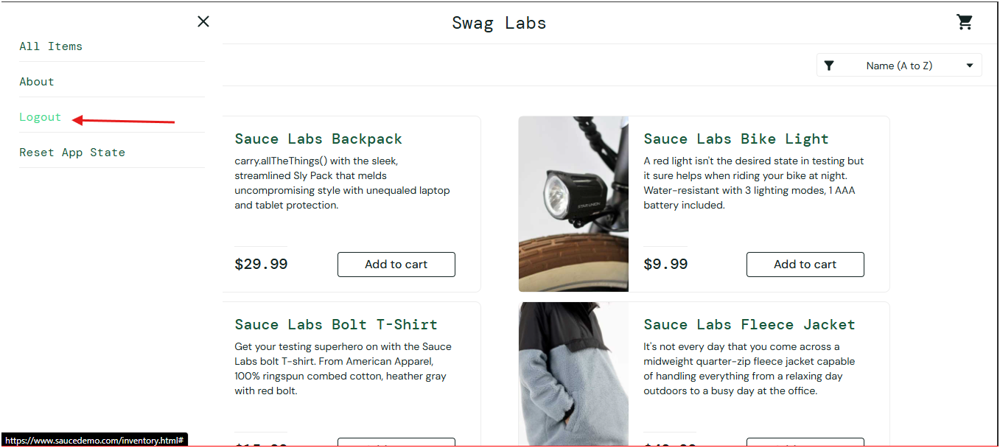 Swag Labs
All Items
About
Logout
Reset App State
Name (A to Z)
Sauce Labs Backpack
carry.allTheThings() with the sleek,
streamlined Sly Pack that melds
uncompromising style with unequaled laptop
and tablet protection.
$29.99
Add to cart
Sauce Labs Bike Light
A red light isn't the desired state in testing but
it sure helps when riding your bike at night.
Water-resistant with 3 lighting modes, 1 AAA
battery included.
$9.99
Add to cart
Sauce Labs Bolt T-Shirt
Get your testing superhero on with the Sauce
Labs bolt T-shirt. From American Apparel,
100% ringspun combed cotton, heather gray
with red bolt.
Sauce Labs Fleece Jacket
It's not every day that you come across a
midweight quarter-zip fleece jacket capable
of handling everything from a relaxing day
outdoors to a busy day at the office.
https://www.saucedemo.com/inventory.html#